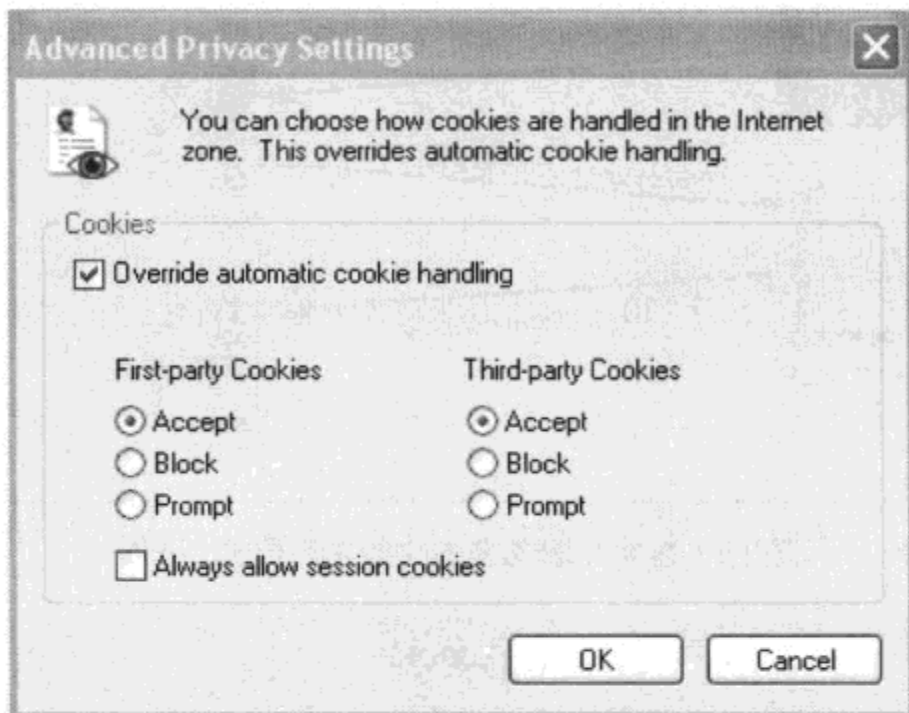 Advanced Privacy Settings
You can choose how cookies are handled in the Internet
zone. This overrides automatic cookie handling.
Cookies
Override automatic cookie handling
First-party Cookies Third-party Cookies
Accept Accept
Block Block
Prompt Prompt
Always allow session cookies
OK Cancel